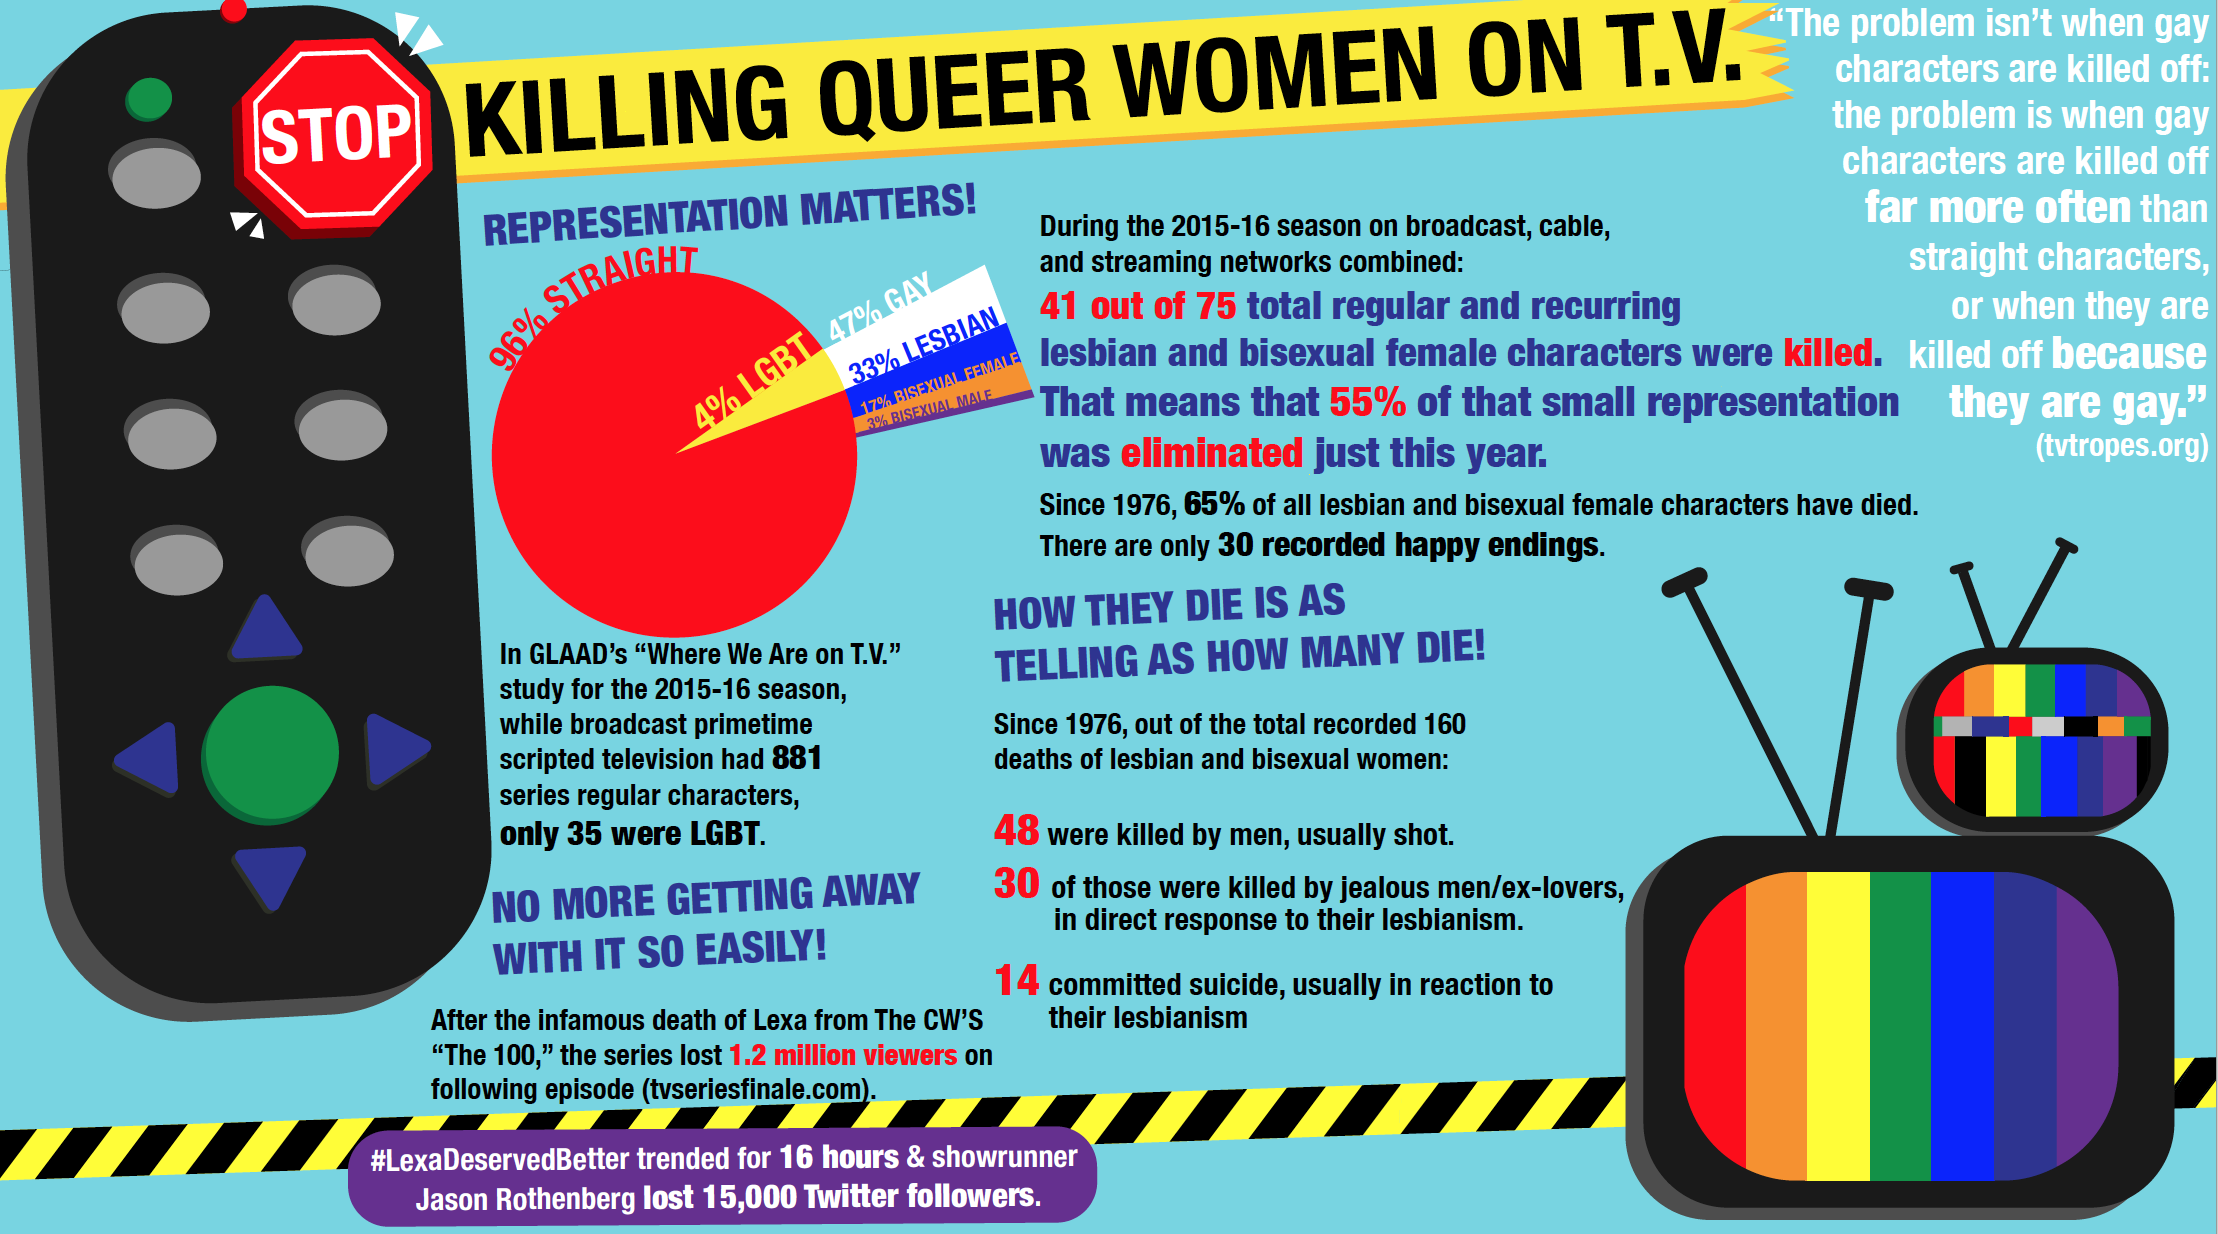 STOP
KILLING QUEER WOMEN ON T.V.
“The problem isn’t when gay
characters are killed off:
the problem is when gay
characters are killed off
far more often than
straight characters,
or when they are
killed off because
they are gay.”
(tvtropes.org)
REPRESENTATION MATTERS!
96% STRAIGHT
4% LGBT
47% GAY
33% LESBIAN
17% BISEXUAL FEMALE
3% BISEXUAL MALE
In GLAAD’s “Where We Are on T.V.”
study for the 2015-16 season,
while broadcast primetime
scripted television had 881
series regular characters,
only 35 were LGBT.
During the 2015-16 season on broadcast, cable,
and streaming networks combined:
41 out of 75 total regular and recurring
lesbian and bisexual female characters were killed.
That means that 55% of that small representation
was eliminated just this year.
Since 1976, 65% of all lesbian and bisexual female characters have died.
There are only 30 recorded happy endings.
HOW THEY DIE IS AS
TELLING AS HOW MANY DIE!
Since 1976, out of the total recorded 160
deaths of lesbian and bisexual women:
48 were killed by men, usually shot.
30 of those were killed by jealous men/ex-lovers,
in direct response to their lesbianism.
14 committed suicide, usually in reaction to
their lesbianism
NO MORE GETTING AWAY
WITH IT SO EASILY!
After the infamous death of Lexa from The CW’S
“The 100,” the series lost 1.2 million viewers on
following episode (tvseriesfinale.com).
#LexaDeservedBetter trended for 16 hours & showrunner
Jason Rothenberg lost 15,000 Twitter followers.